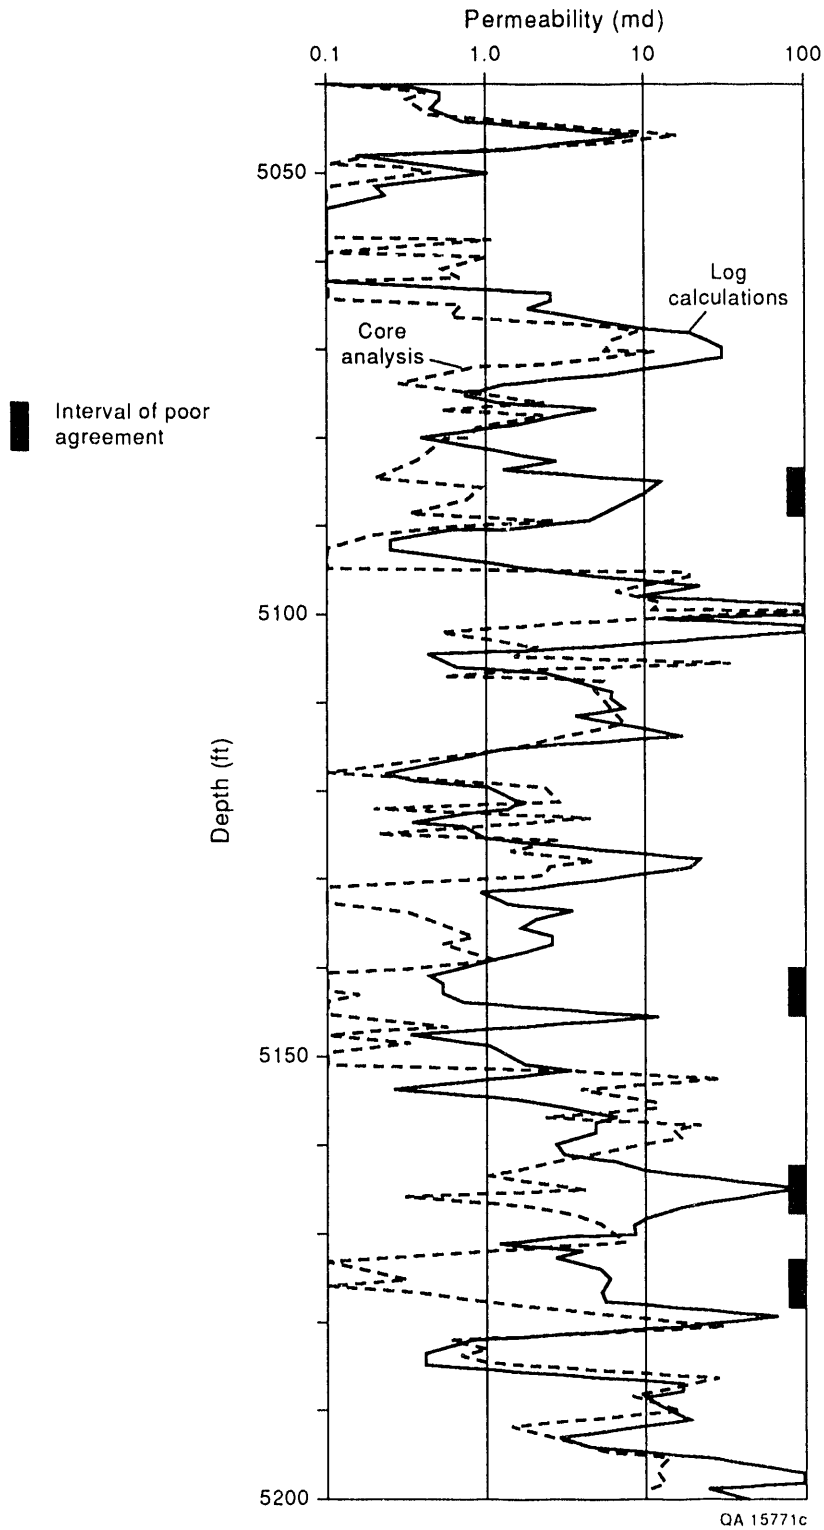 Permeability (md)
0.1 1.0 10 100
5050
Log
calculations
Core
analysis
Interval of poor
agreement
5100
Depth (ft)
5150
5200
QA 15771c